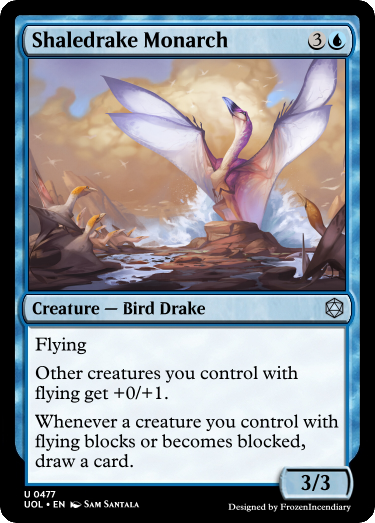 Shaledrake Monarch 3
Creature — Bird Drake
Flying
Other creatures you control with
flying get +0/+1.
Whenever a creature you control with
flying blocks or becomes blocked,
draw a card.
3/3
U 0477
UOL • EN SAM SANTALA
Designed by FrozenIncendiary